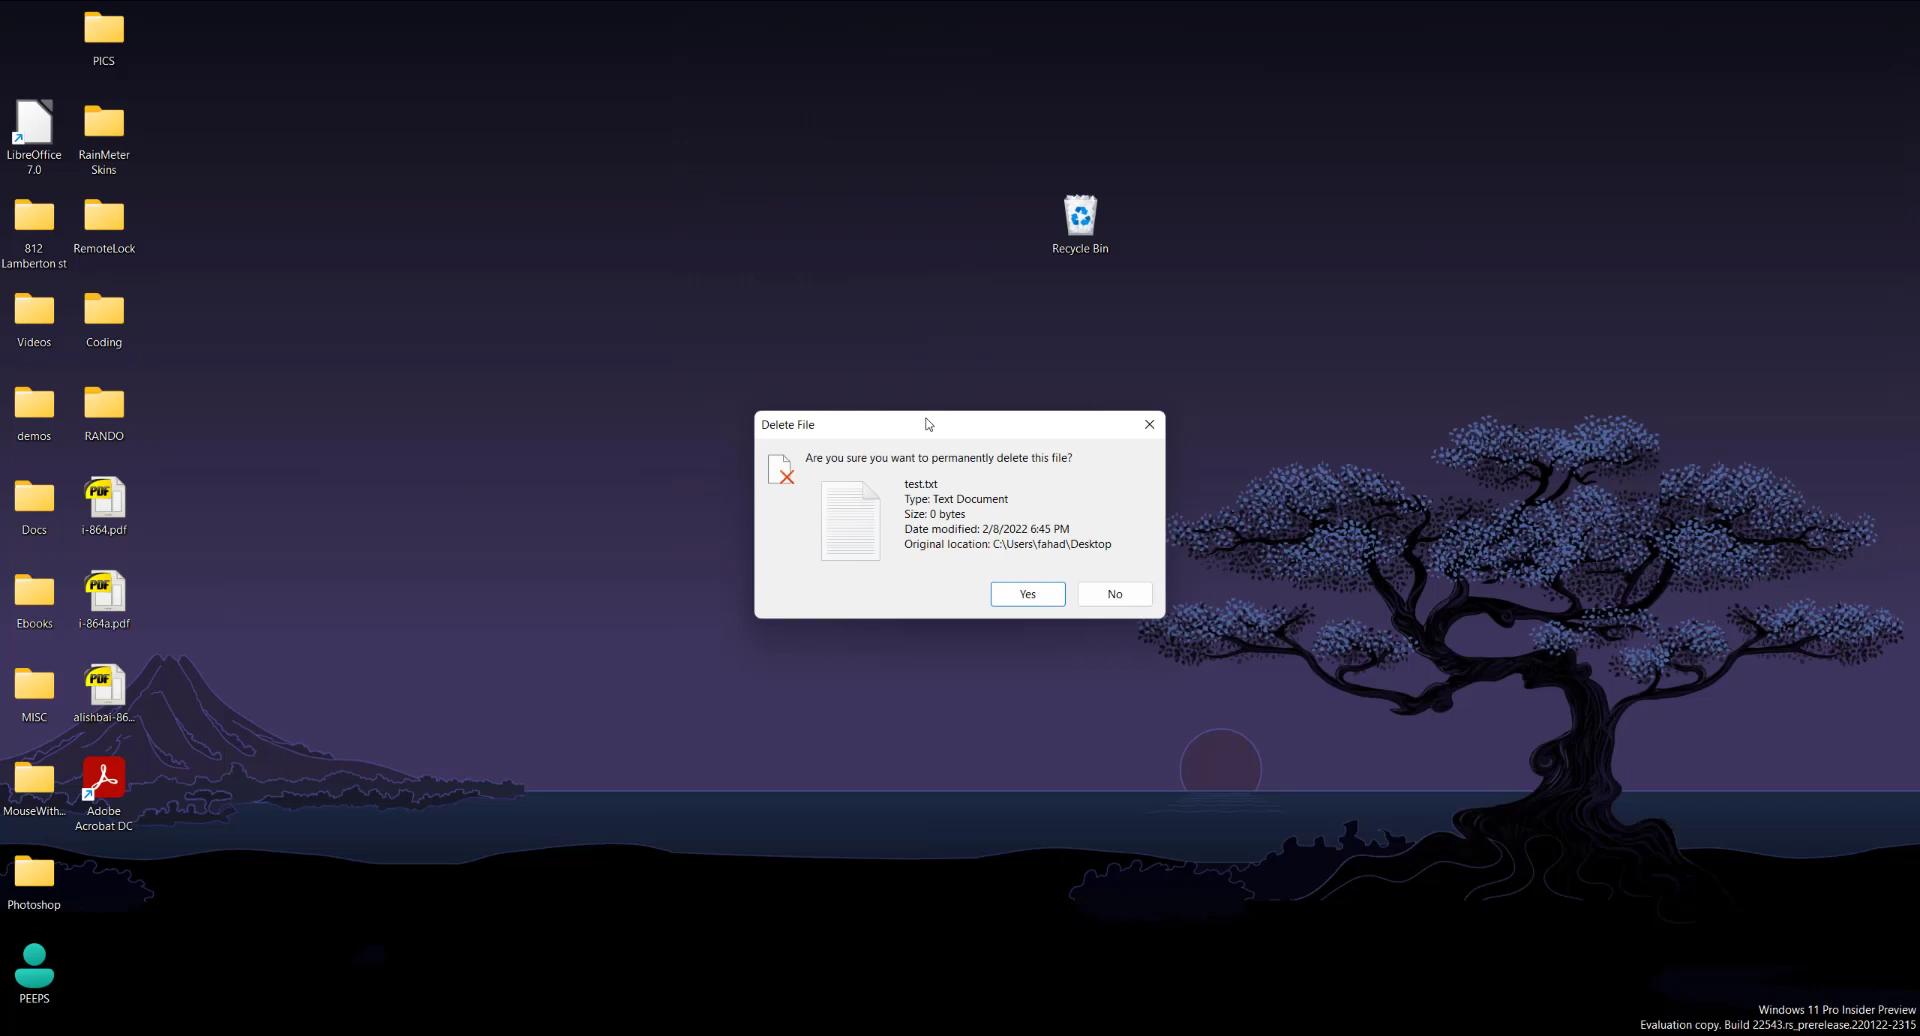 PICS
LibreOffice
7.0
RainMeter
Skins
812
Lamberton st
RemoteLock
Recycle Bin
Videos
Coding
demos
RANDO
Docs
PDF
i-864.pdf
Ebooks
PDF
i-864a.pdf
MISC
PDF
alishbai-86...
MouseWith...
Adobe
Acrobat DC
Photoshop
PEEPS
Delete File
Are you sure you want to permanently delete this file?
test.txt
Type: Text Document
Size: 0 bytes
Date modified: 2/8/2022 6:45 PM
Original location: C:\Users\fahad\Desktop
Yes
No
Windows 11 Pro Insider Preview
Evaluation copy. Build 22543.rs_prerelease.220122-2315